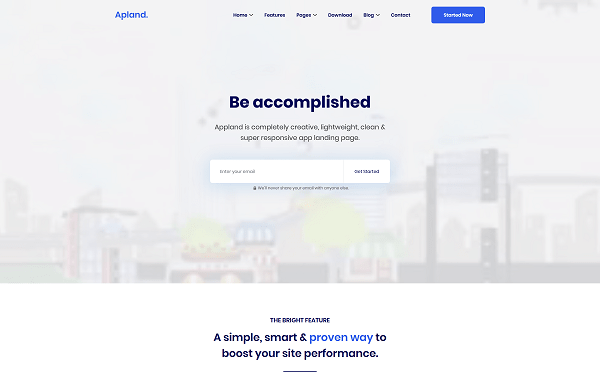 Apland.
Home Features Pages Download Blog Contact Started Now
Be accomplished
Appland is completely creative, lightweight, clean &
super responsive app landing page.
Enter your email Get Started
We'll never share your email with anyone else.
THE BRIGHT FEATURE
A simple, smart & proven way to
boost your site performance.